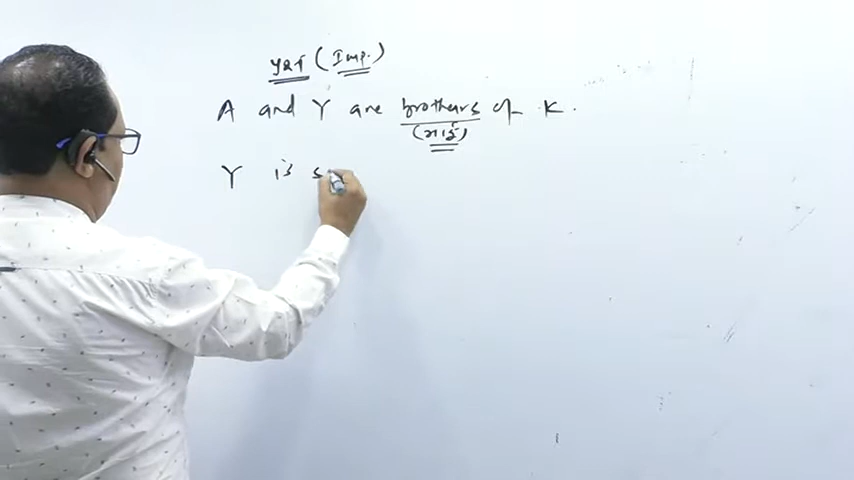 (Imp.)
A and Y are brothers of K.
(ભાઈ)
Y is s